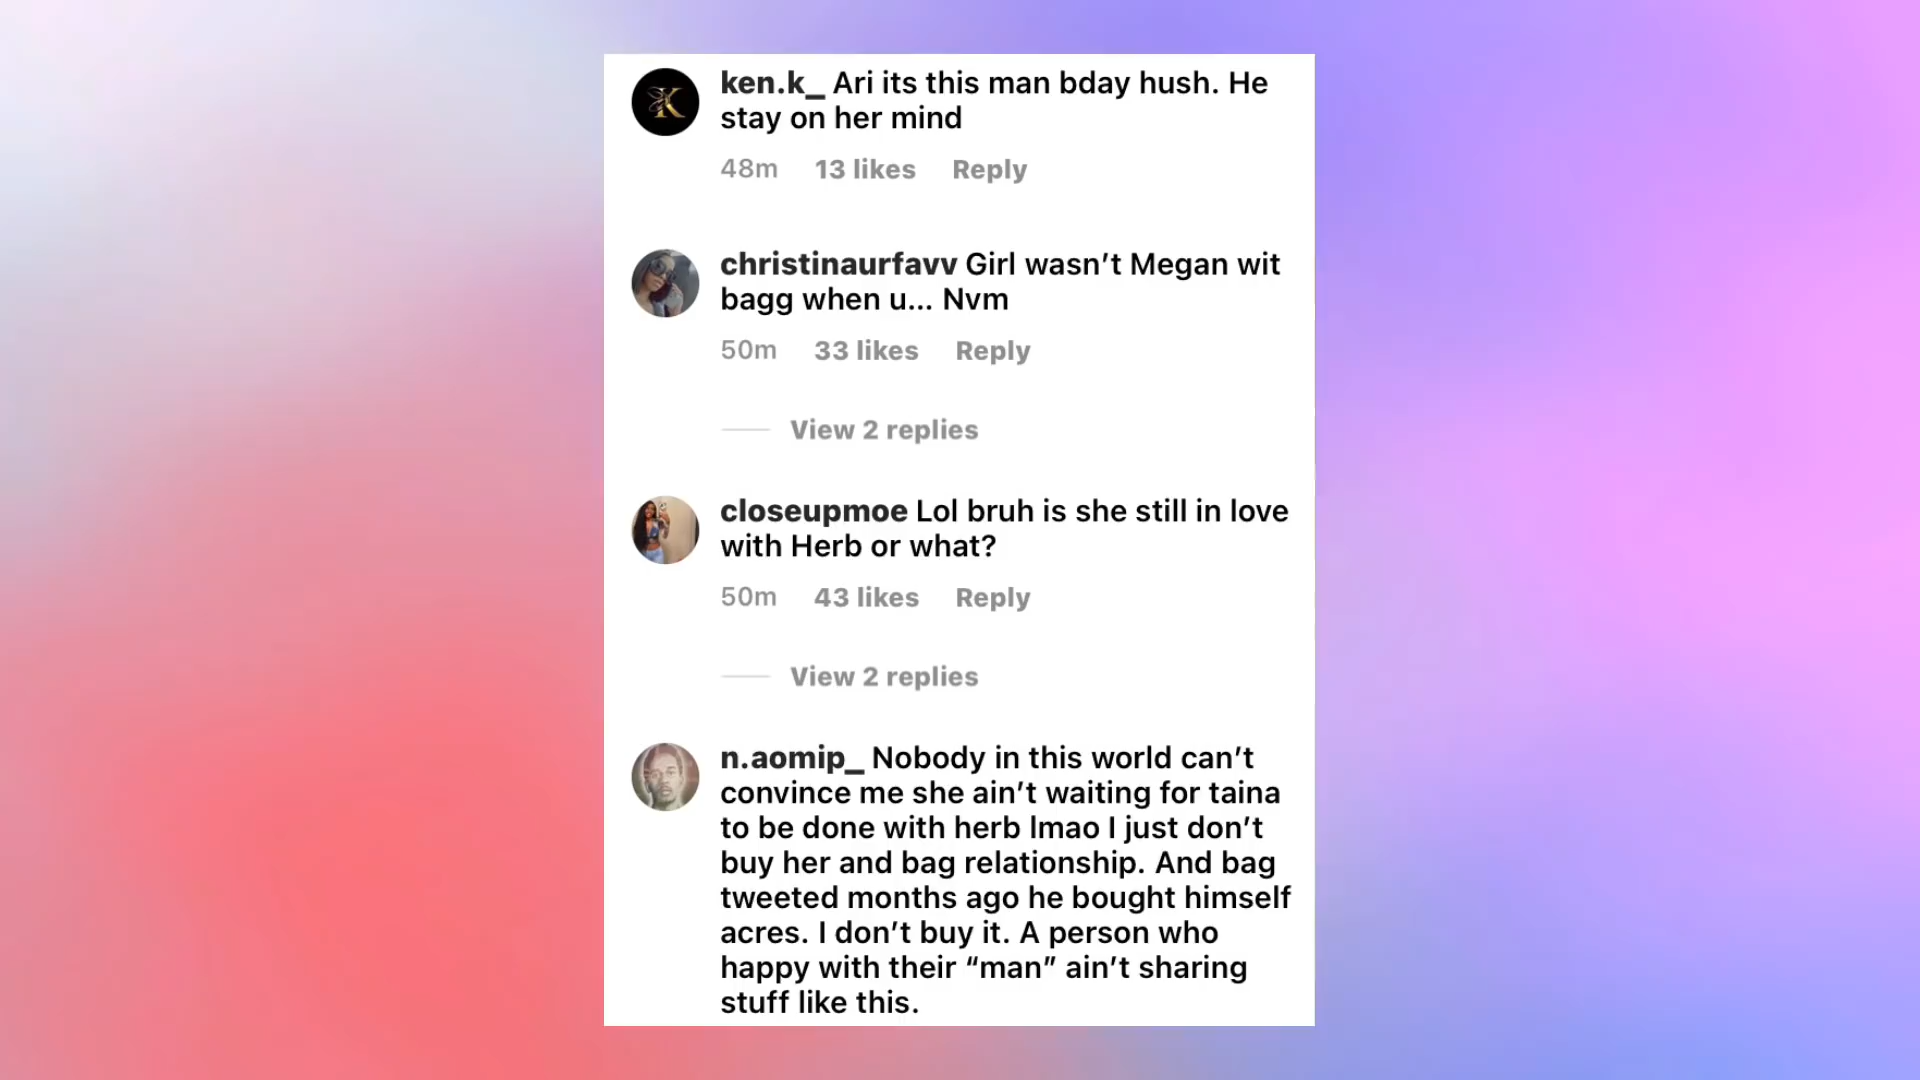 ken.k_ Ari its this man bday hush. He
stay on her mind
48m 13 likes Reply
christinaurfavv Girl wasn’t Megan wit
bagg when u... Nvm
50m 33 likes Reply
View 2 replies
closeupmoe Lol bruh is she still in love
with Herb or what?
50m 43 likes Reply
View 2 replies
n.aomip_ Nobody in this world can’t
convince me she ain’t waiting for taina
to be done with herb lmao I just don’t
buy her and bag relationship. And bag
tweeted months ago he bought himself
acres. I don’t buy it. A person who
happy with their “man” ain’t sharing
stuff like this.